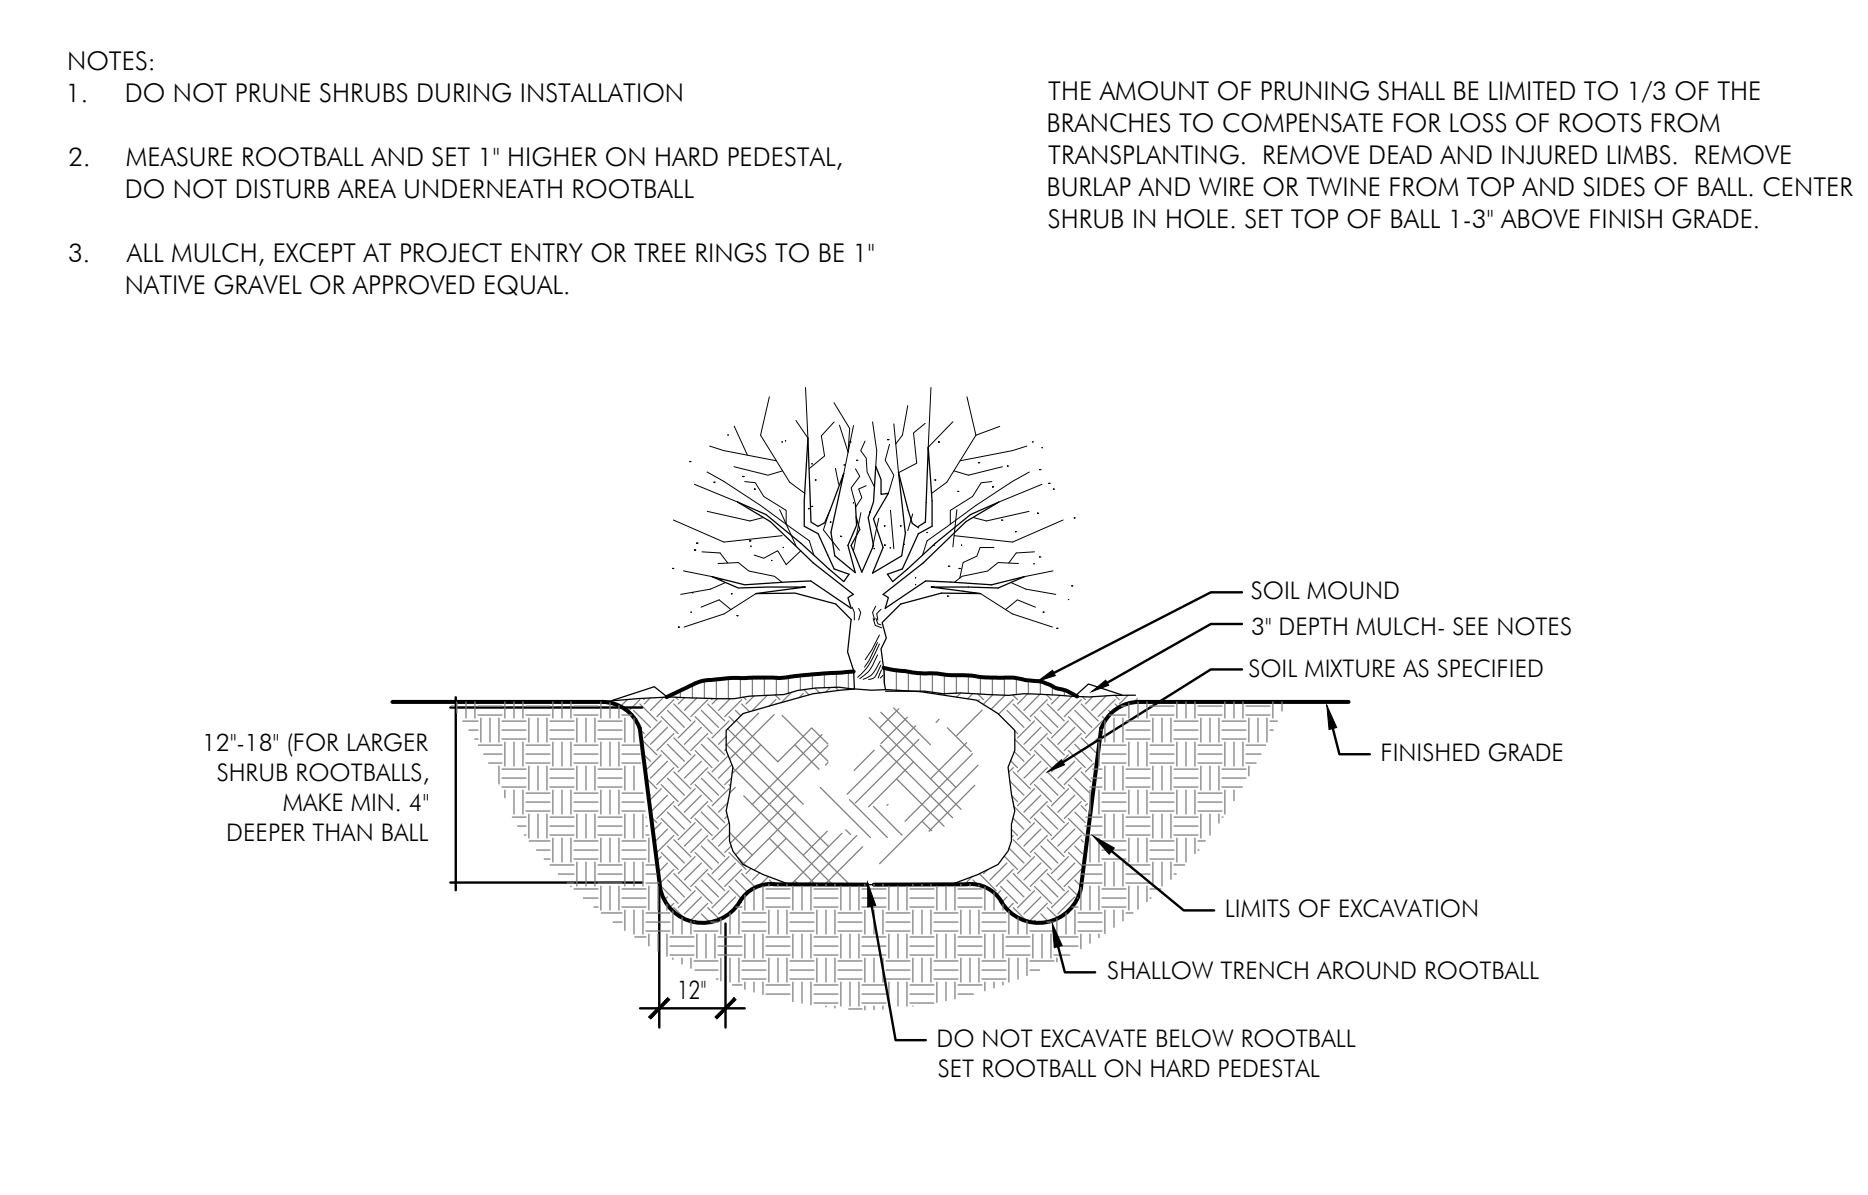 NOTES:
1. DO NOT PRUNE SHRUBS DURING INSTALLATION
2. MEASURE ROOTBALL AND SET 1" HIGHER ON HARD PEDESTAL,
DO NOT DISTURB AREA UNDERNEATH ROOTBALL
3. ALL MULCH, EXCEPT AT PROJECT ENTRY OR TREE RINGS TO BE 1"
NATIVE GRAVEL OR APPROVED EQUAL.
THE AMOUNT OF PRUNING SHALL BE LIMITED TO 1/3 OF THE
BRANCHES TO COMPENSATE FOR LOSS OF ROOTS FROM
TRANSPLANTING. REMOVE DEAD AND INJURED LIMBS. REMOVE
BURLAP AND WIRE OR TWINE FROM TOP AND SIDES OF BALL. CENTER
SHRUB IN HOLE. SET TOP OF BALL 1-3" ABOVE FINISH GRADE.
SOIL MOUND
3" DEPTH MULCH- SEE NOTES
SOIL MIXTURE AS SPECIFIED
12"-18" (FOR LARGER
SHRUB ROOTBALLS,
MAKE MIN. 4"
DEEPER THAN BALL
FINISHED GRADE
LIMITS OF EXCAVATION
SHALLOW TRENCH AROUND ROOTBALL
12"
DO NOT EXCAVATE BELOW ROOTBALL
SET ROOTBALL ON HARD PEDESTAL